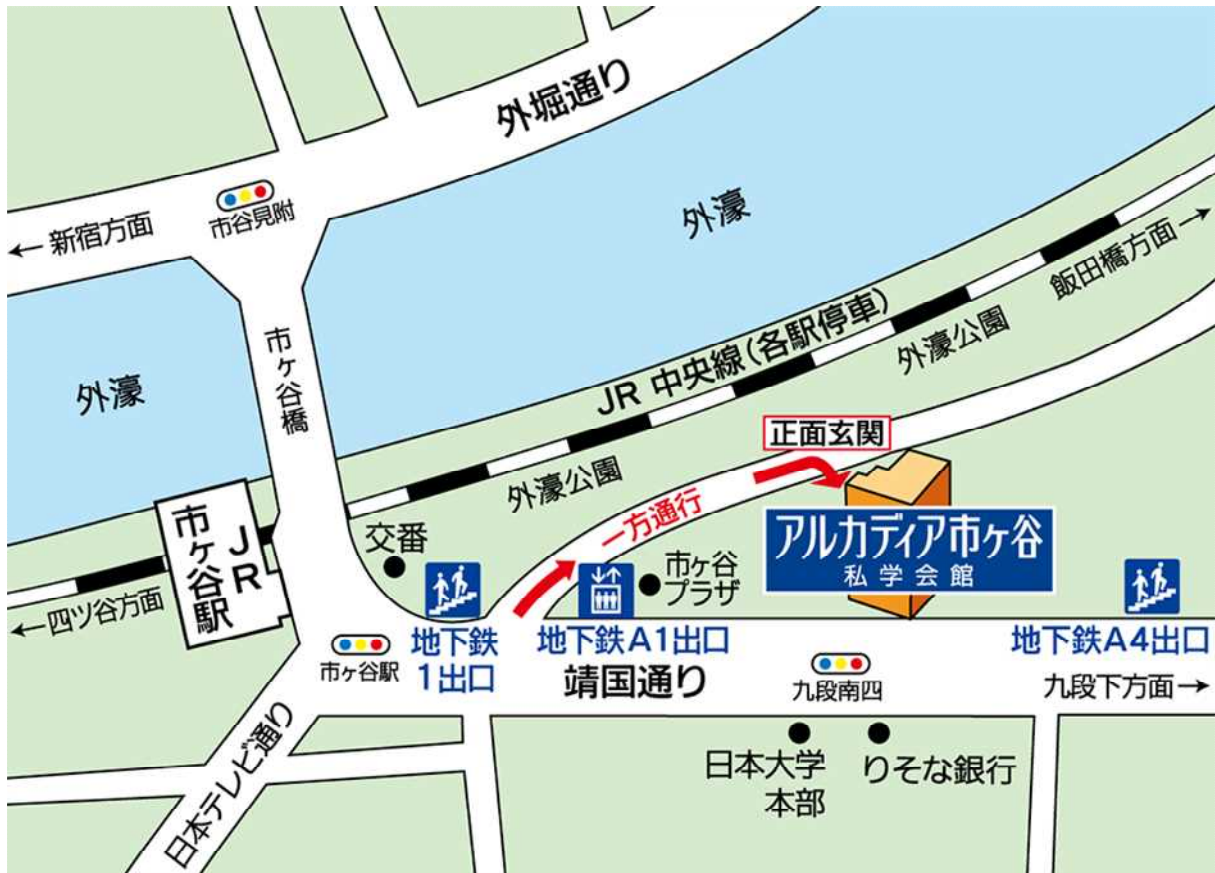 外堀通り
市谷見附
←新宿方面
外濠
飯田橋方面→
市ヶ谷橋
外濠
JR 中央線(各駅停車)
外濠公園
正面玄関
外濠公園
一方通行
アルカディア市ヶ谷
私学会館
JR
市ヶ谷駅
交番
市ヶ谷
プラザ
←四ツ谷方面
市ヶ谷駅
地下鉄
1出口
地下鉄A1出口
地下鉄A4出口
靖国通り
九段南四
九段下方面→
日本テレビ通り
日本大学
本部
りそな銀行